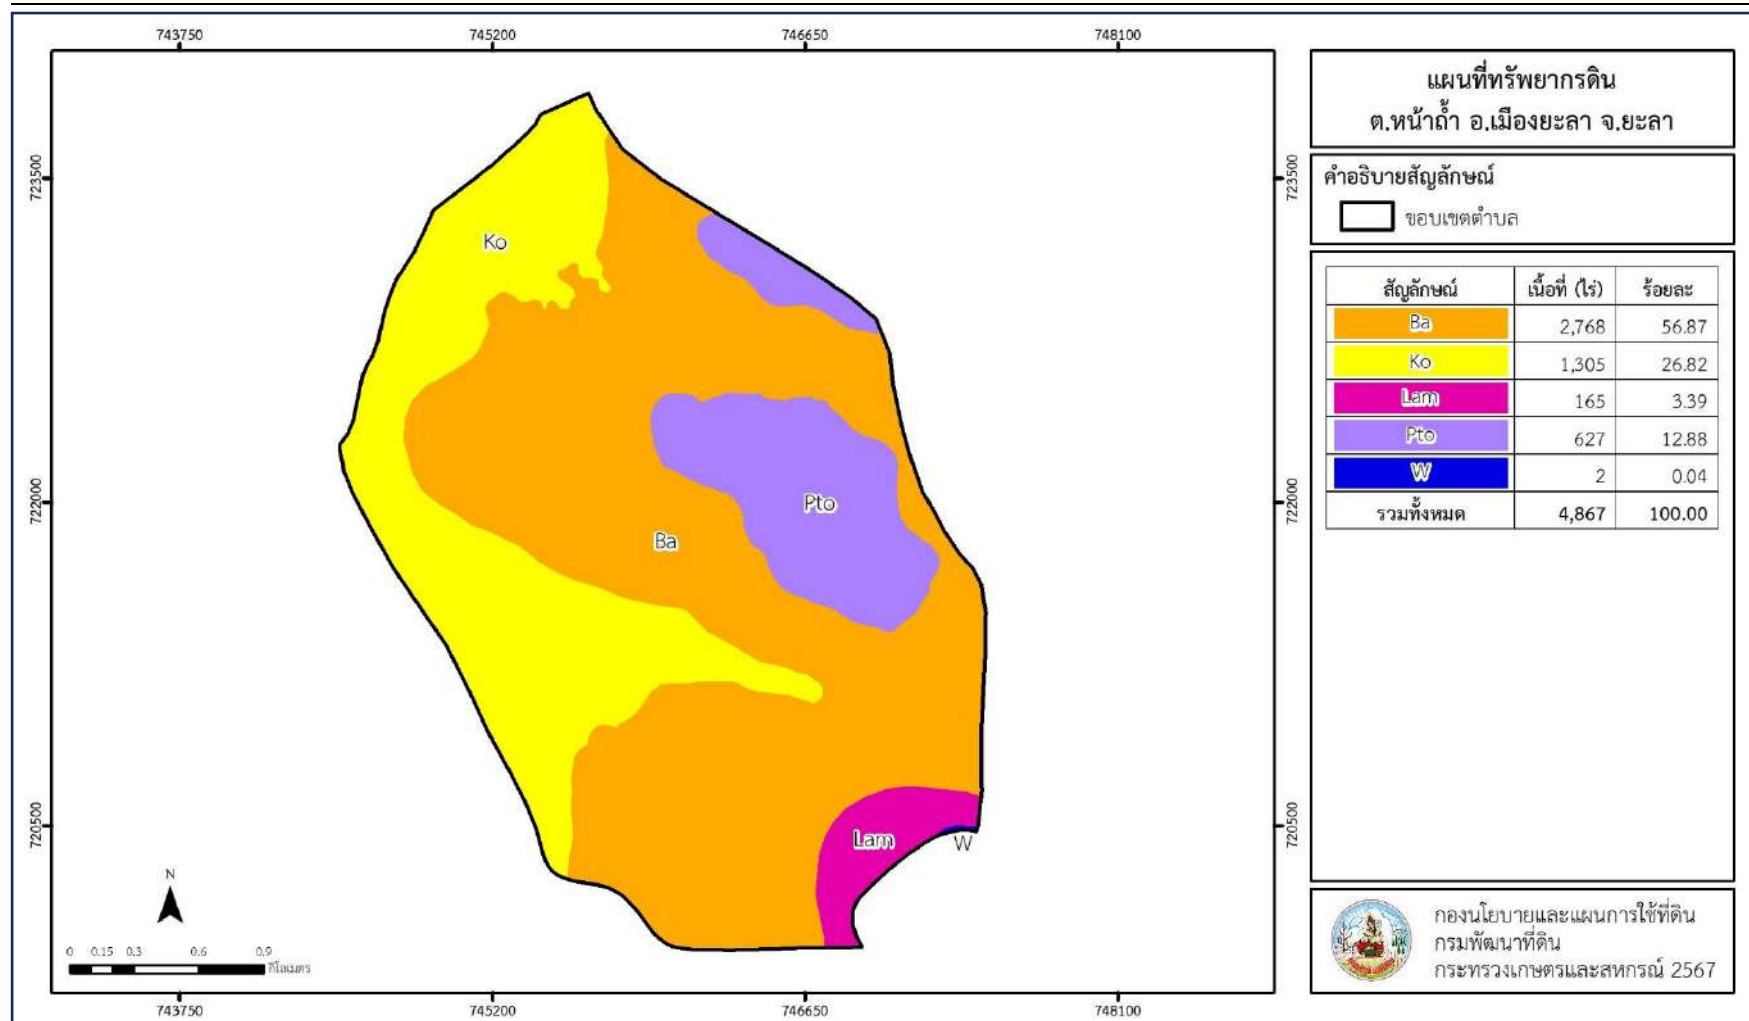 743750 745200 746650 748100
แผนที่ทรัพยากรดิน
ต.หน้าถ้ำ อ.เมืองยะลา จ.ยะลา
คำอธิบายสัญลักษณ์
ขอบเขตตำบล
สัญลักษณ์ เนื้อที่ (ไร่) ร้อยละ
Ba 2,768 56.87
Ko 1,305 26.82
Lam 165 3.39
Pto 627 12.88
W 2 0.04
รวมทั้งหมด 4,867 100.00
723500 723500
Ko
722000 722000
Pto
Ba
720500 720500
Lam
W
N
0 0.15 0.3 0.6 0.9
กิโลเมตร
กองนโยบายและแผนการใช้ที่ดิน
กรมพัฒนาที่ดิน
กระทรวงเกษตรและสหกรณ์ 2567
743750 745200 746650 748100